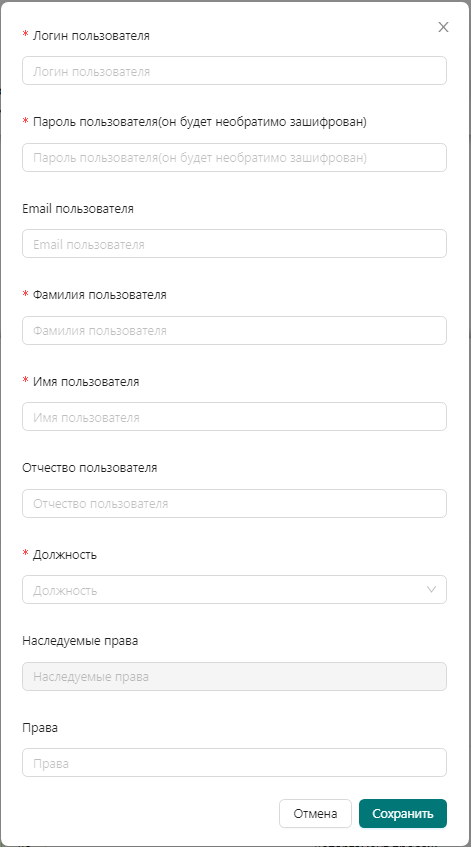 * Логин пользователя
Логин пользователя
* Пароль пользователя(он будет необратимо зашифрован)
Пароль пользователя(он будет необратимо зашифрован)
Email пользователя
Email пользователя
* Фамилия пользователя
Фамилия пользователя
* Имя пользователя
Имя пользователя
Отчество пользователя
Отчество пользователя
* Должность
Должность
Наследуемые права
Наследуемые права
Права
Права
Отмена Сохранить